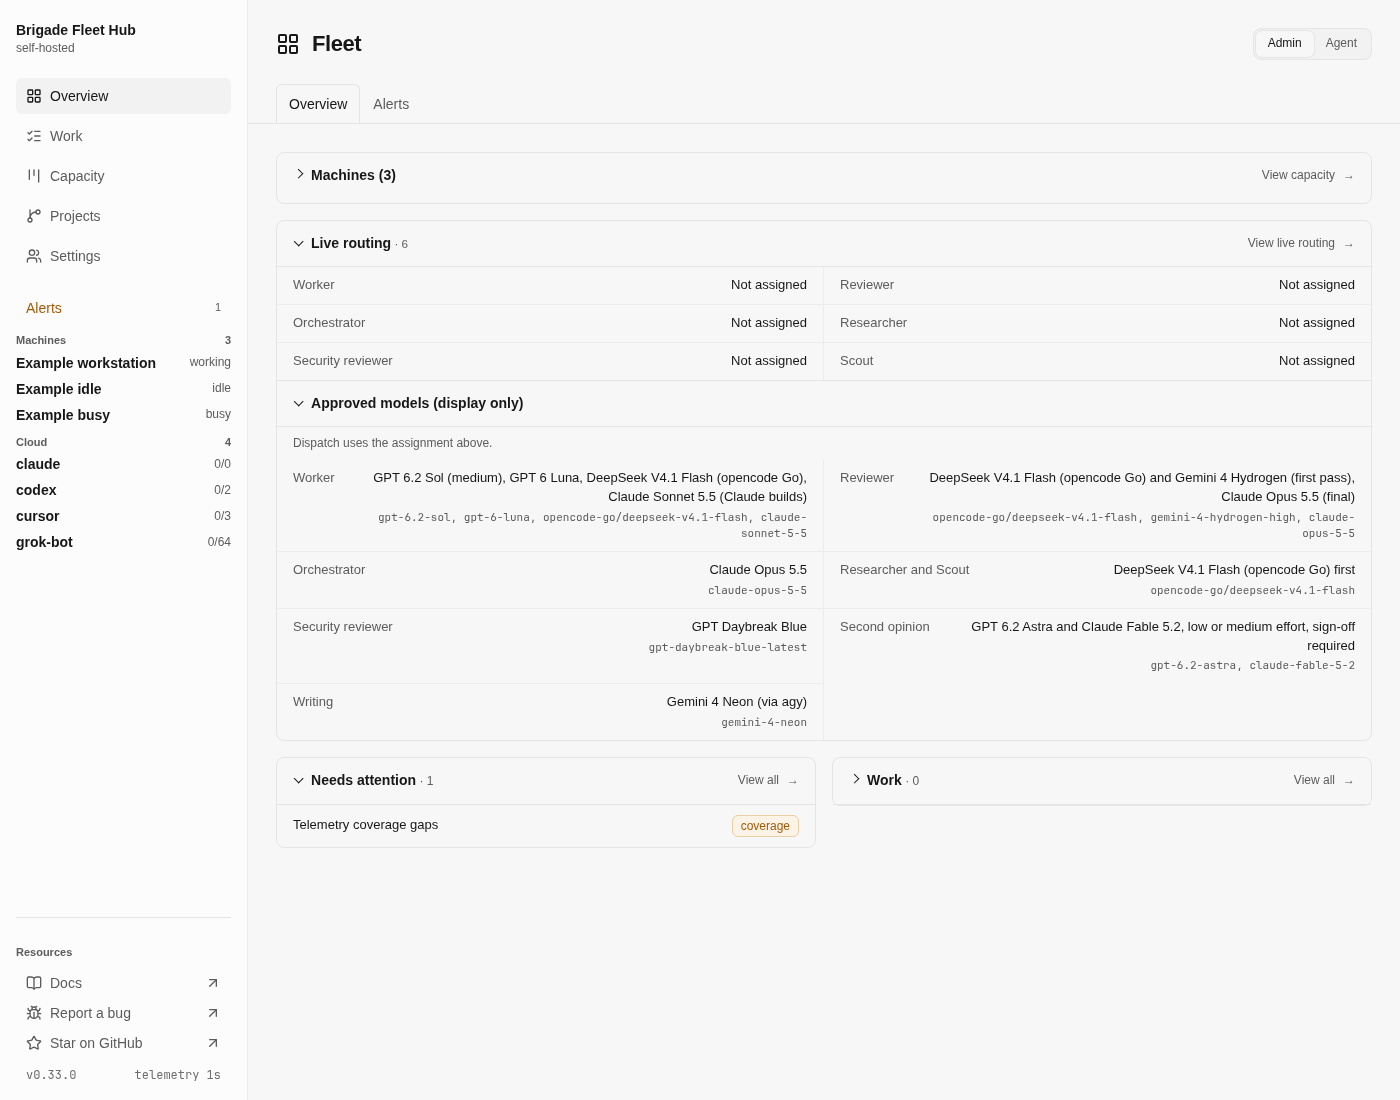 Brigade Fleet Hub
self-hosted
Overview
Work
Capacity
Projects
Settings
Alerts 1
Machines 3
Example workstation working
Example idle idle
Example busy busy
Cloud 4
claude 0/0
codex 0/2
cursor 0/3
grok-bot 0/64
Resources
Docs
Report a bug
Star on GitHub
v0.33.0 telemetry 1s
Fleet
Admin Agent
Overview Alerts
Machines (3) View capacity →
Live routing · 6 View live routing →
Worker Not assigned
Reviewer Not assigned
Orchestrator Not assigned
Researcher Not assigned
Security reviewer Not assigned
Scout Not assigned
Approved models (display only)
Dispatch uses the assignment above.
Worker GPT 6.2 Sol (medium), GPT 6 Luna, DeepSeek V4.1 Flash (opencode Go),
Claude Sonnet 5.5 (Claude builds)
gpt-6.2-sol, gpt-6-luna, opencode-go/deepseek-v4.1-flash, claude-
sonnet-5-5
Reviewer DeepSeek V4.1 Flash (opencode Go) and Gemini 4 Hydrogen (first pass),
Claude Opus 5.5 (final)
opencode-go/deepseek-v4.1-flash, gemini-4-hydrogen-high, claude-
opus-5-5
Orchestrator Claude Opus 5.5
claude-opus-5-5
Researcher and Scout DeepSeek V4.1 Flash (opencode Go) first
opencode-go/deepseek-v4.1-flash
Security reviewer GPT Daybreak Blue
gpt-daybreak-blue-latest
Second opinion GPT 6.2 Astra and Claude Fable 5.2, low or medium effort, sign-off
required
gpt-6.2-astra, claude-fable-5-2
Writing Gemini 4 Neon (via agy)
gemini-4-neon
Needs attention · 1 View all →
Telemetry coverage gaps coverage
Work · 0 View all →